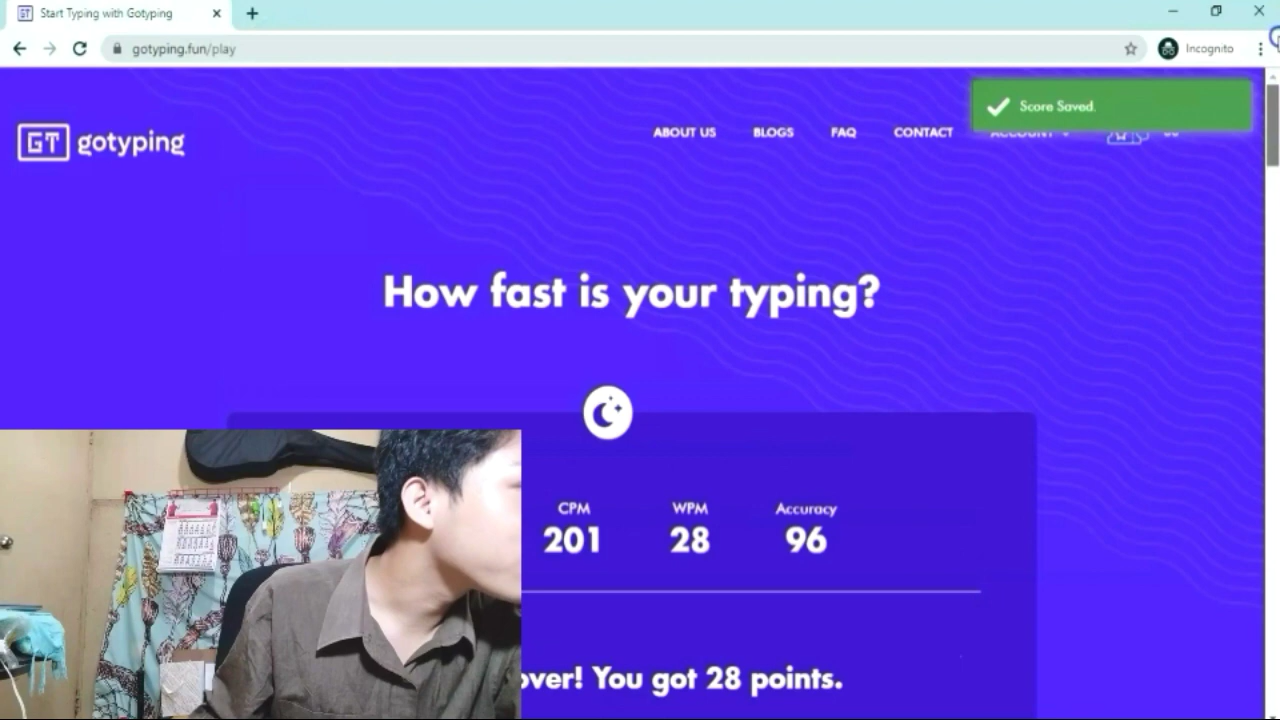 Start Typing with Gotyping
gotyping.fun/play
Incognito
Score Saved.
GT gotyping
ABOUT US
BLOGS
FAQ
CONTACT
ACCOUNT
How fast is your typing?
CPM
WPM
Accuracy
201
28
96
over! You got 28 points.